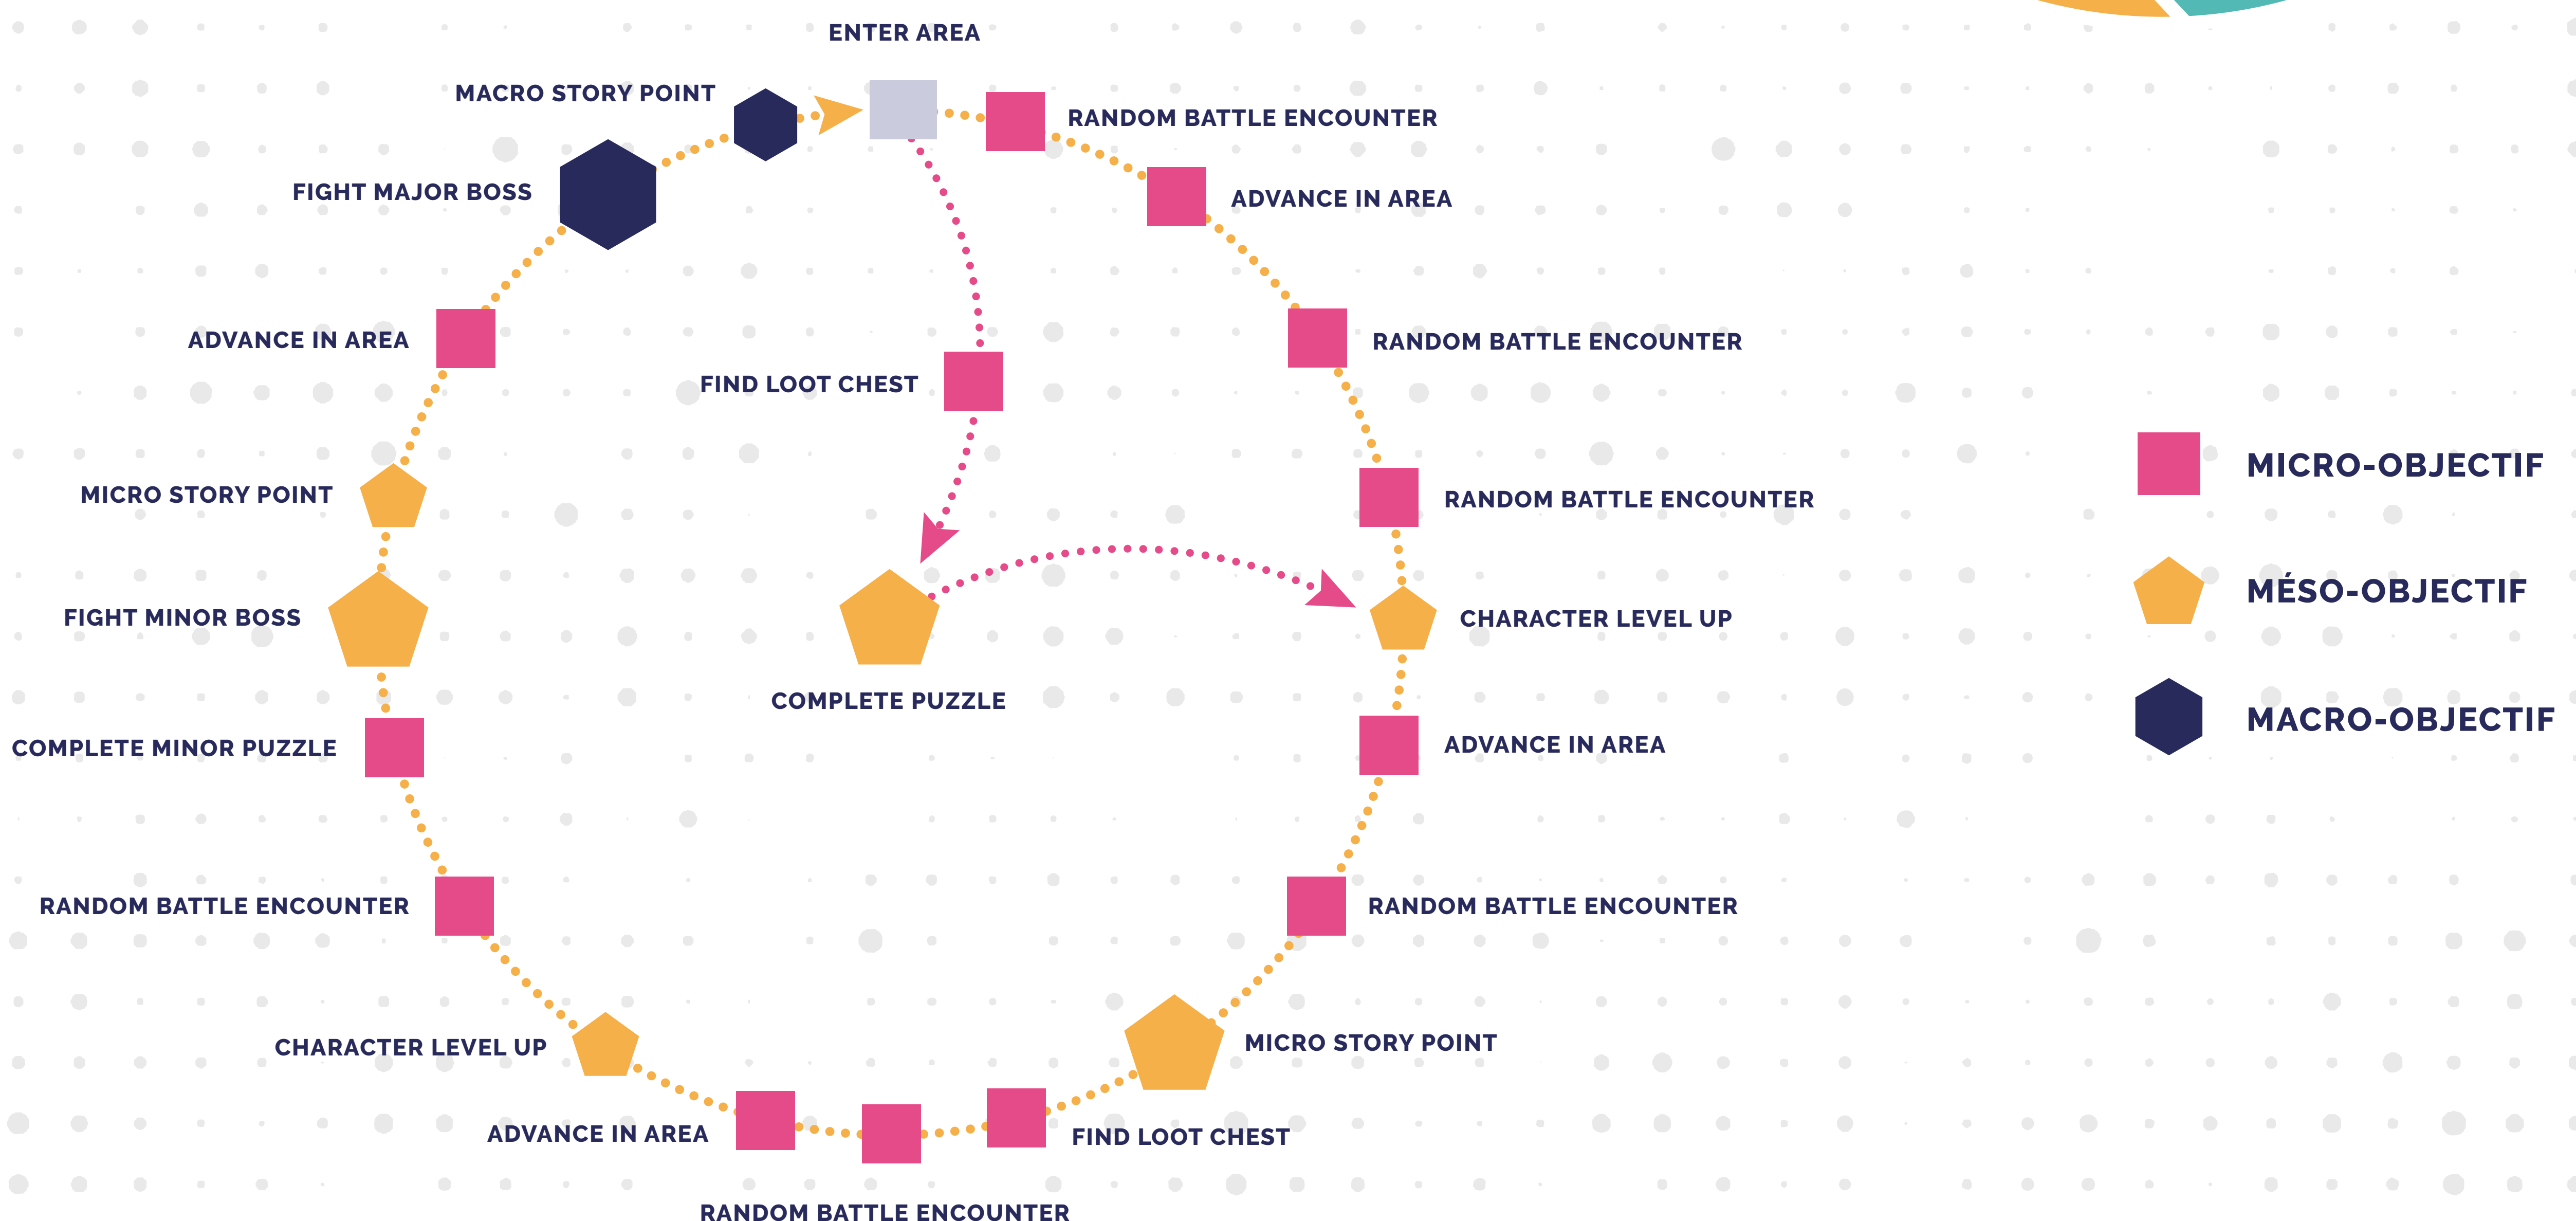 ENTER AREA
MACRO STORY POINT
RANDOM BATTLE ENCOUNTER
FIGHT MAJOR BOSS
ADVANCE IN AREA
ADVANCE IN AREA
RANDOM BATTLE ENCOUNTER
FIND LOOT CHEST
MICRO STORY POINT
RANDOM BATTLE ENCOUNTER
FIGHT MINOR BOSS
CHARACTER LEVEL UP
COMPLETE PUZZLE
COMPLETE MINOR PUZZLE
ADVANCE IN AREA
RANDOM BATTLE ENCOUNTER
RANDOM BATTLE ENCOUNTER
CHARACTER LEVEL UP
MICRO STORY POINT
ADVANCE IN AREA
FIND LOOT CHEST
RANDOM BATTLE ENCOUNTER
MICRO-OBJECTIF
MÉSO-OBJECTIF
MACRO-OBJECTIF